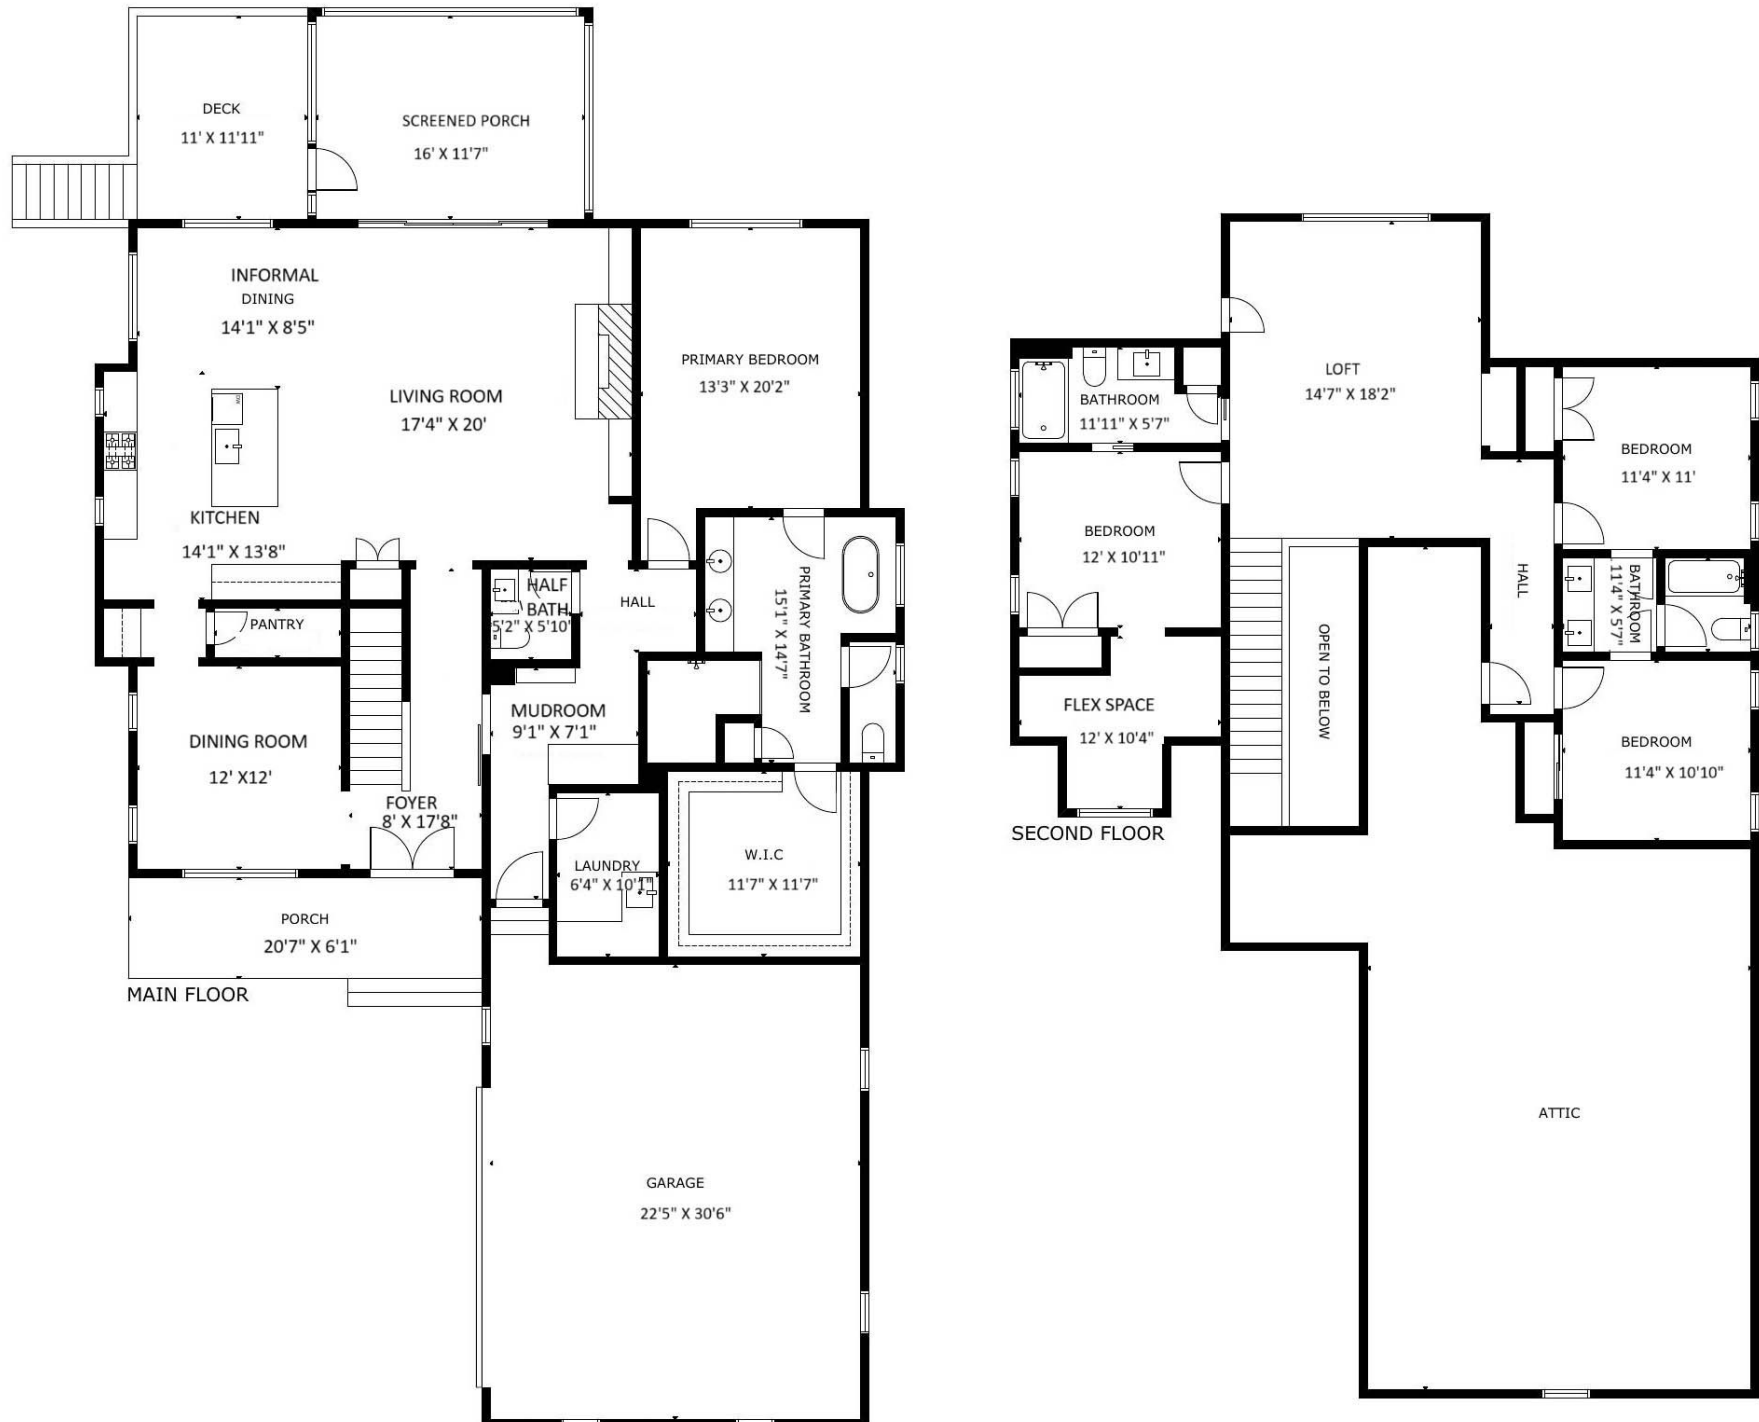 DECK
11' X 11'11"
SCREENED PORCH
16' X 11'7"
INFORMAL
DINING
14'1" X 8'5"
LIVING ROOM
17'4" X 20'
PRIMARY BEDROOM
13'3" X 20'2"
KITCHEN
14'1" X 13'8"
PANTRY
HALF
BATH
5'2" X 5'10"
HALL
PRIMARY BATHROOM
15'1" X 14'7"
DINING ROOM
12' X12'
MUDROOM
9'1" X 7'1"
FOYER
8' X 17'8"
LAUNDRY
6'4" X 10'1"
W.I.C
11'7" X 11'7"
PORCH
20'7" X 6'1"
MAIN FLOOR
GARAGE
22'5" X 30'6"
LOFT
14'7" X 18'2"
BATHROOM
11'11" X 5'7"
BEDROOM
11'4" X 11'
BEDROOM
12' X 10'11"
HALL
BATHROOM
11'4" X 5'7"
OPEN TO BELOW
FLEX SPACE
12' X 10'4"
BEDROOM
11'4" X 10'10"
SECOND FLOOR
ATTIC